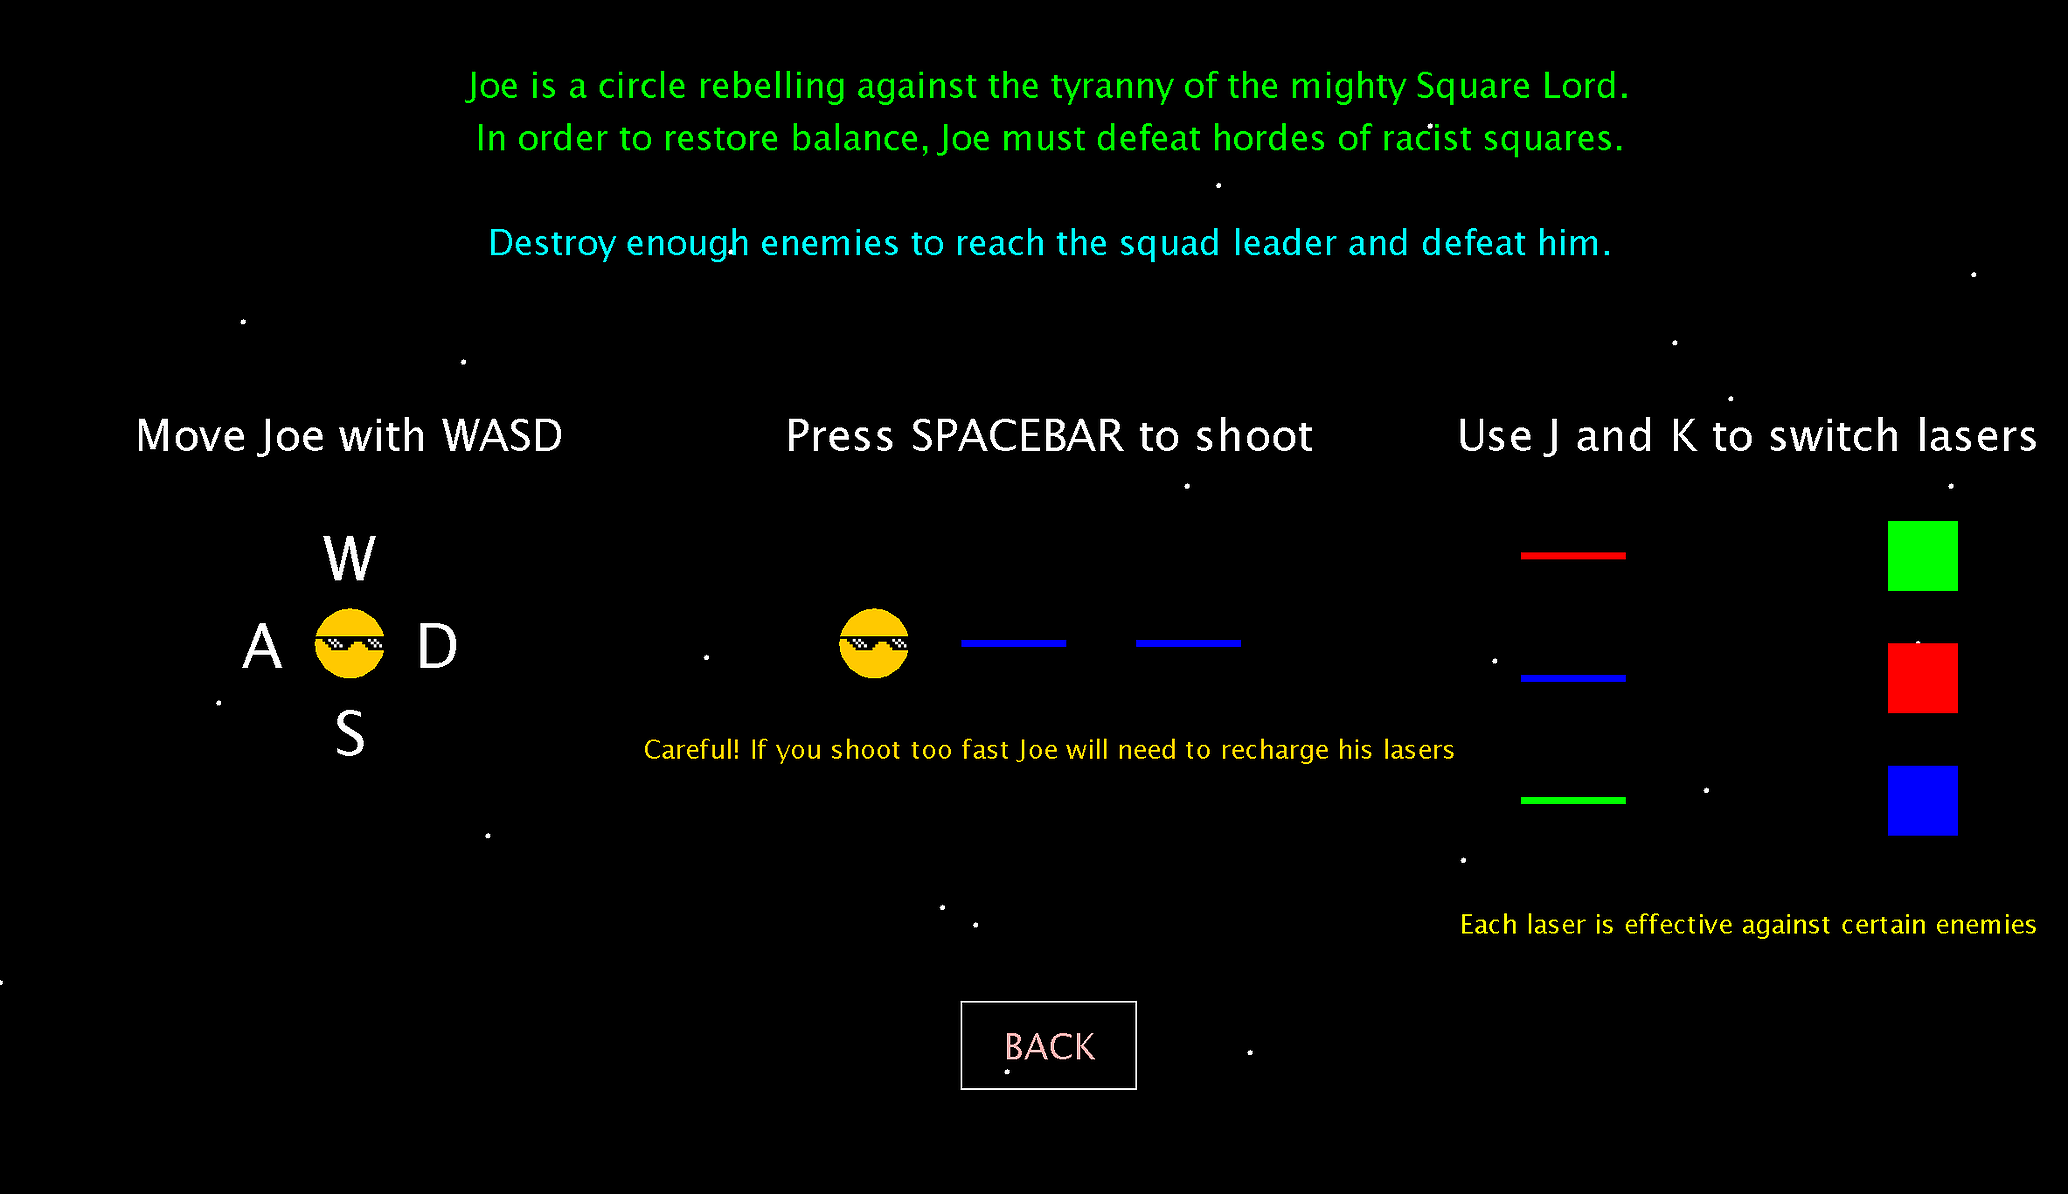 Joe is a circle rebelling against the tyranny of the mighty Square Lord.
In order to restore balance, Joe must defeat hordes of racist squares.
Destroy enough enemies to reach the squad leader and defeat him.
Move Joe with WASD
W
A D
S
Press SPACEBAR to shoot
Careful! If you shoot too fast Joe will need to recharge his lasers
Use J and K to switch lasers
Each laser is effective against certain enemies
BACK